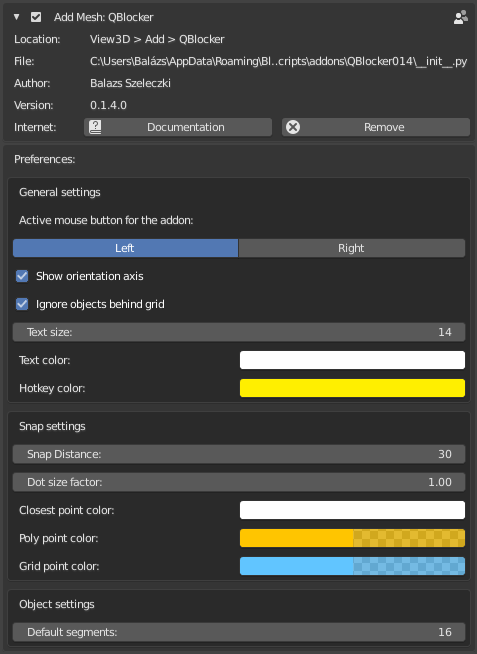 Add Mesh: QBlocker
Location: View3D > Add > QBlocker
File: C:\Users\Balázs\AppData\Roaming\Bl..cripts\addons\QBlocker014\__init__.py
Author: Balazs Szeleczki
Version: 0.1.4.0
Internet: Documentation Remove
Preferences:
General settings
Active mouse button for the addon:
Left Right
Show orientation axis
Ignore objects behind grid
Text size: 14
Text color:
Hotkey color:
Snap settings
Snap Distance: 30
Dot size factor: 1.00
Closest point color:
Poly point color:
Grid point color:
Object settings
Default segments: 16